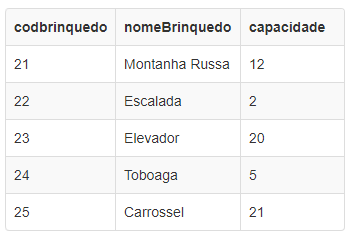 codbrinquedo nomeBrinquedo capacidade
21 Montanha Russa 12
22 Escalada 2
23 Elevador 20
24 Toboaga 5
25 Carrossel 21